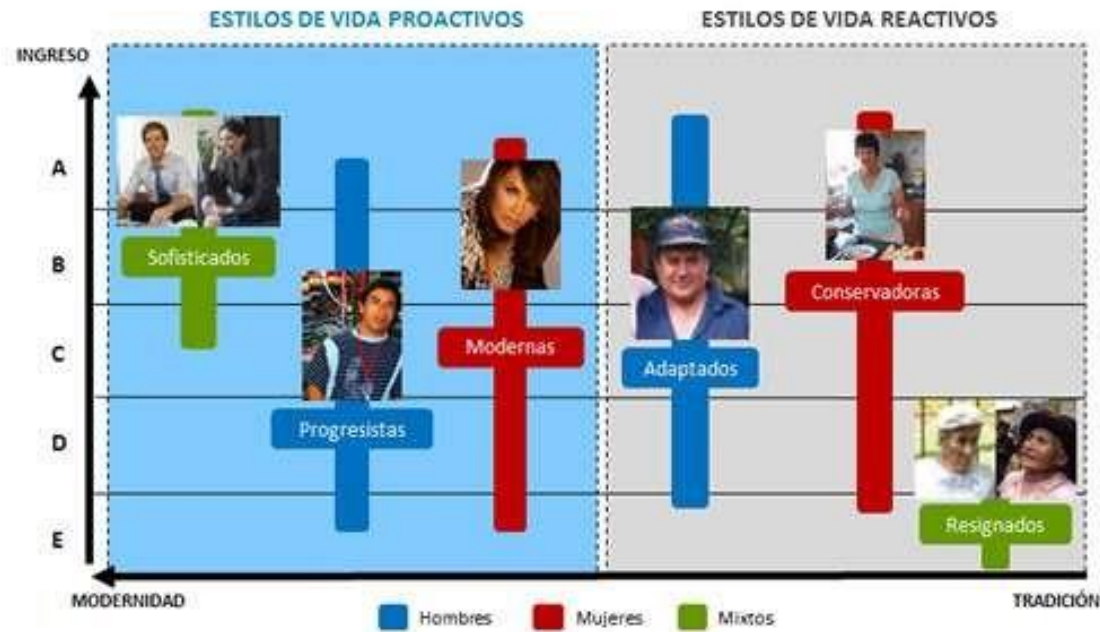 ESTILOS DE VIDA PROACTIVOS
ESTILOS DE VIDA REACTIVOS
INGRESO
A
B
C
D
E
Sofisticados
Progresistas
Modernas
Adaptados
Conservadoras
Resignados
MODERNIDAD
TRADICIÓN
Hombres
Mujeres
Mixtos